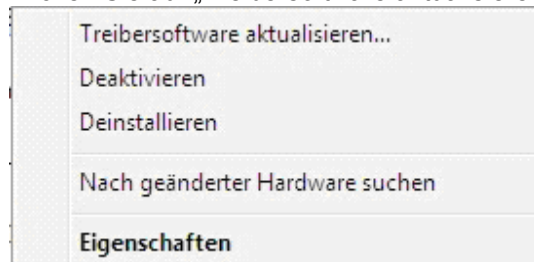 Treibersoftware aktualisieren...
Deaktivieren
Deinstallieren
Nach geänderter Hardware suchen
Eigenschaften